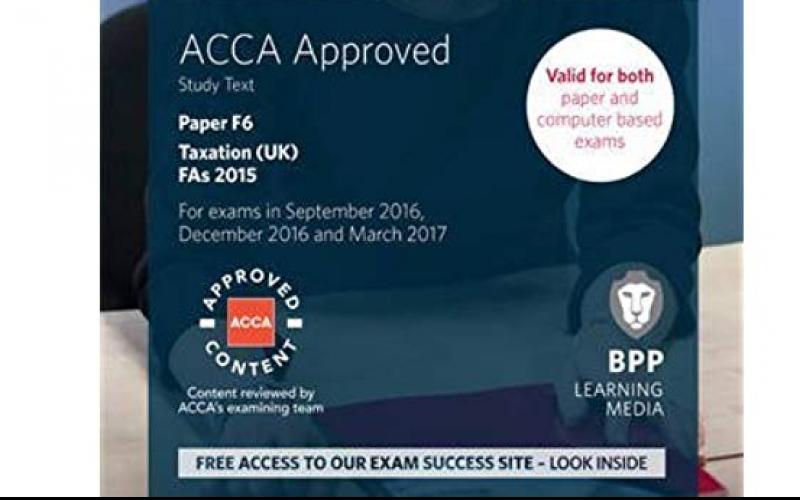 ACCA Approved
Study Text
Paper F6
Taxation (UK)
FAs 2015
For exams in September 2016,
December 2016 and March 2017
Valid for both
paper and
computer based
exams
APPROVED
ACCA
CONTENT
Content reviewed by
ACCA's examining team
BPP
LEARNING
MEDIA
FREE ACCESS TO OUR EXAM SUCCESS SITE – LOOK INSIDE